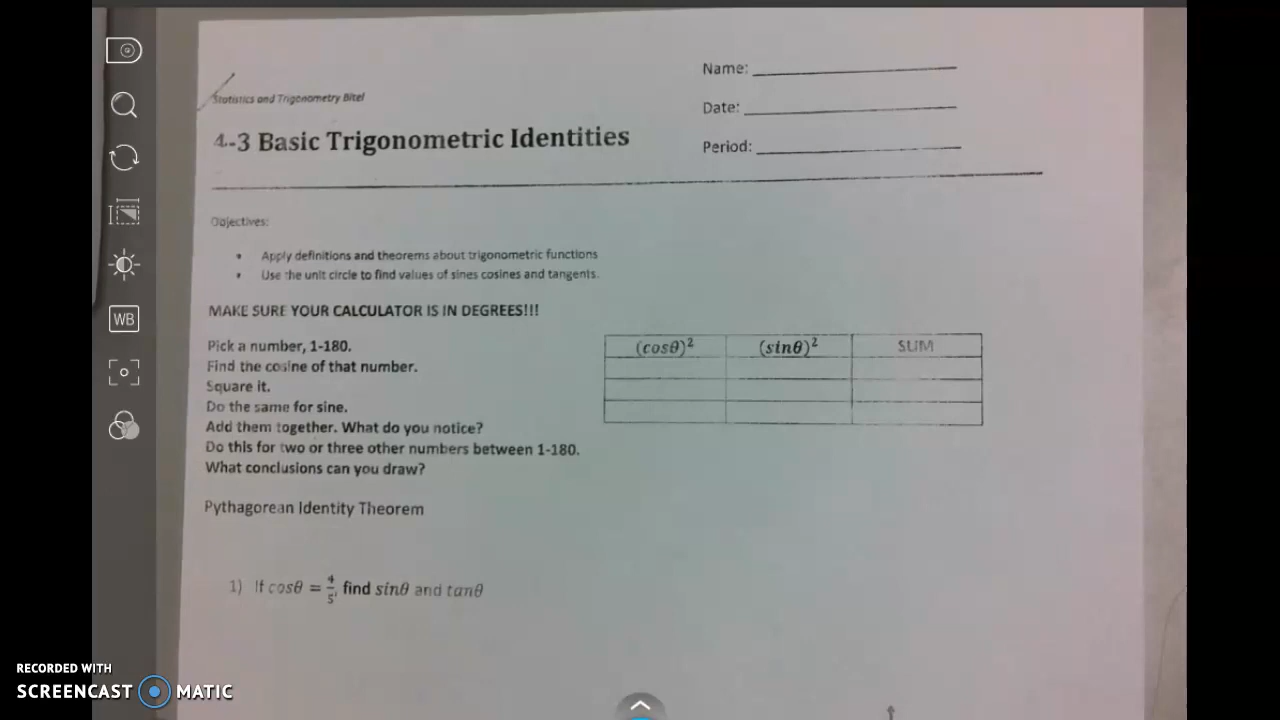 Name:
Statistics and Trigonometry Bitel
Date:
4-3 Basic Trigonometric Identities
Period:
Objectives:
• Apply definitions and theorems about trigonometric functions
• Use the unit circle to find values of sines cosines and tangents.
MAKE SURE YOUR CALCULATOR IS IN DEGREES!!!
Pick a number, 1-180.
Find the cosine of that number.
Square it.
Do the same for sine.
Add them together. What do you notice?
Do this for two or three other numbers between 1-180.
What conclusions can you draw?
(cosθ)² (sinθ)² SUM
Pythagorean Identity Theorem
1) If cosθ = 4/5, find sinθ and tanθ
WB
RECORDED WITH
SCREENCAST MATIC